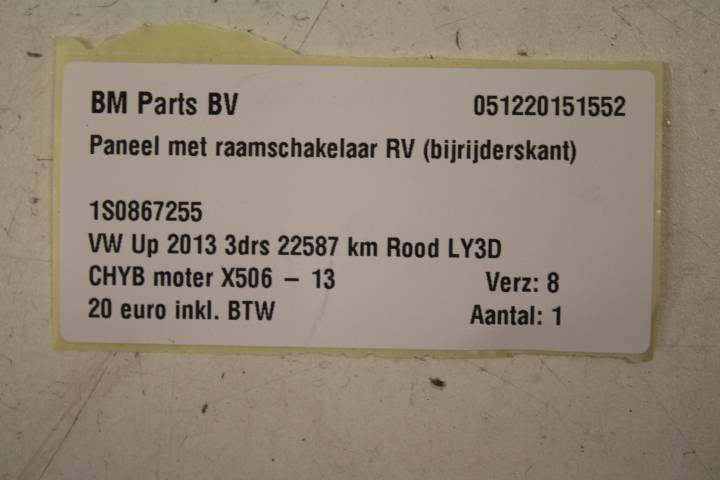 BM Parts BV 051220151552
Paneel met raamschakelaar RV (bijrijderskant)
1S0867255
VW Up 2013 3drs 22587 km Rood LY3D
CHYB moter X506 – 13 Verz: 8
20 euro inkl. BTW Aantal: 1